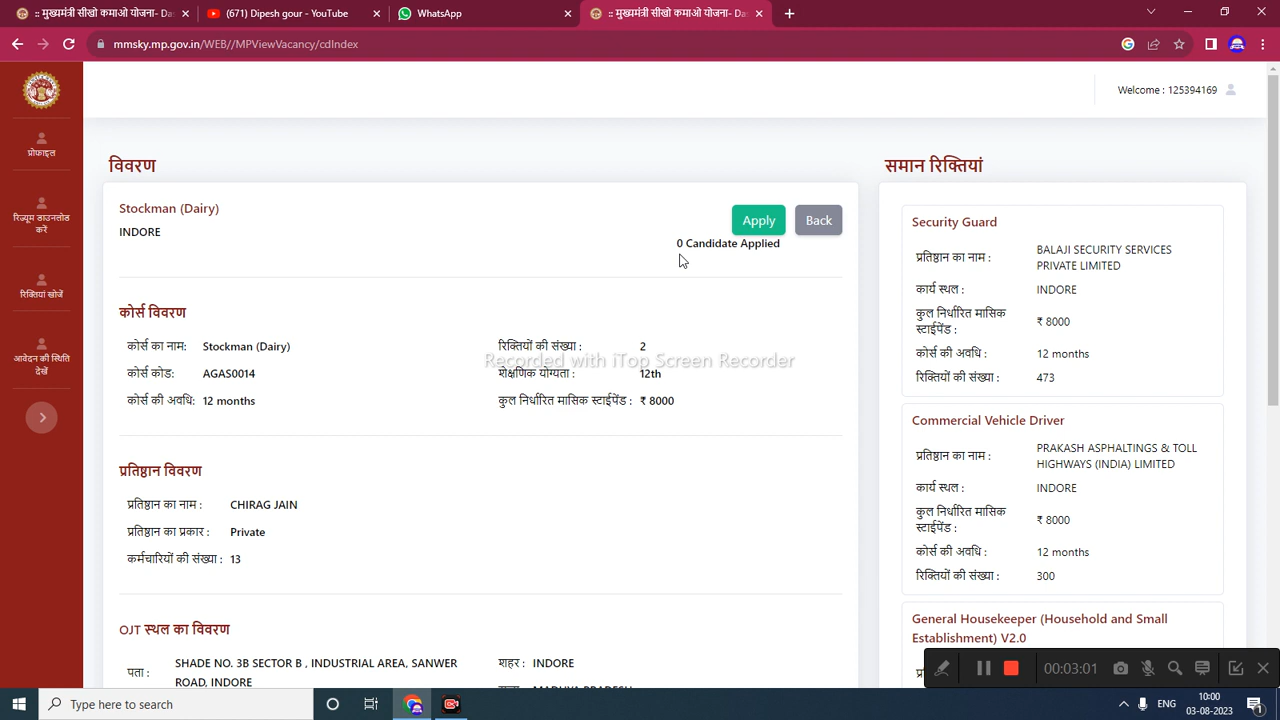 :: मुख्यमंत्री सीखो कमाओ योजना- Da
(671) Dipesh gour - YouTube
WhatsApp
:: मुख्यमंत्री सीखो कमाओ योजना- Da
mmsky.mp.gov.in/WEB//MPViewVacancy/cdIndex
Welcome : 125394169
प्रोफाइल
रिज्यूम डाउनलोड
करें
रिक्तियां खोजें
आवेदन की स्थिति
देखें
विवरण
Stockman (Dairy)
INDORE
Apply
Back
0 Candidate Applied
कोर्स विवरण
कोर्स का नाम: Stockman (Dairy)
रिक्तियों की संख्या : 2
कोर्स कोड: AGAS0014
शैक्षणिक योग्यता : 12th
कोर्स की अवधि: 12 months
कुल निर्धारित मासिक स्टाईपेंड : ₹ 8000
Recorded with iTop Screen Recorder
प्रतिष्ठान विवरण
प्रतिष्ठान का नाम : CHIRAG JAIN
प्रतिष्ठान का प्रकार : Private
कर्मचारियों की संख्या : 13
OJT स्थल का विवरण
पता : SHADE NO. 3B SECTOR B , INDUSTRIAL AREA, SANWER
ROAD, INDORE
शहर : INDORE
MADHYA PRADESH
समान रिक्तियां
Security Guard
प्रतिष्ठान का नाम : BALAJI SECURITY SERVICES
PRIVATE LIMITED
कार्य स्थल : INDORE
कुल निर्धारित मासिक
स्टाईपेंड : ₹ 8000
कोर्स की अवधि : 12 months
रिक्तियों की संख्या : 473
Commercial Vehicle Driver
प्रतिष्ठान का नाम : PRAKASH ASPHALTINGS & TOLL
HIGHWAYS (INDIA) LIMITED
कार्य स्थल : INDORE
कुल निर्धारित मासिक
स्टाईपेंड : ₹ 8000
कोर्स की अवधि : 12 months
रिक्तियों की संख्या : 300
General Housekeeper (Household and Small
Establishment) V2.0
00:03:01
Type here to search
ENG
10:00
03-08-2023
1